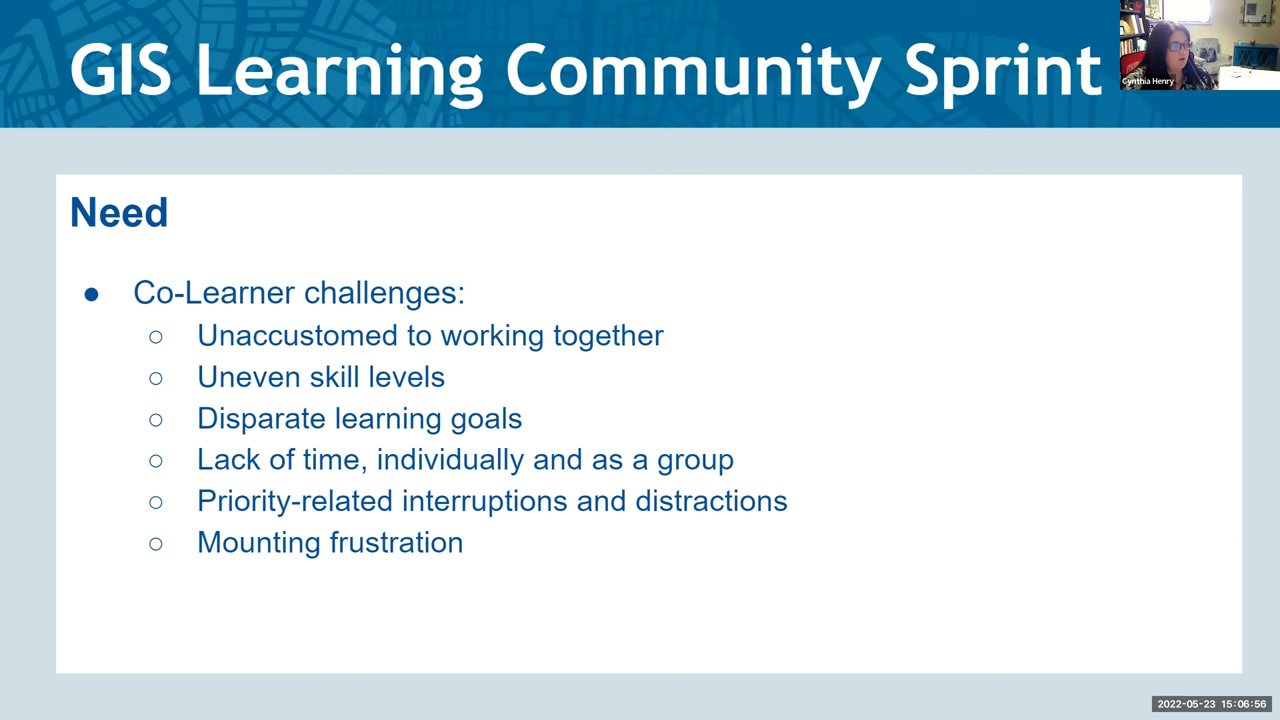 GIS Learning Community Sprint
Cynthia Henry
Need
● Co-Learner challenges:
○ Unaccustomed to working together
○ Uneven skill levels
○ Disparate learning goals
○ Lack of time, individually and as a group
○ Priority-related interruptions and distractions
○ Mounting frustration
2022-05-23 15:06:56